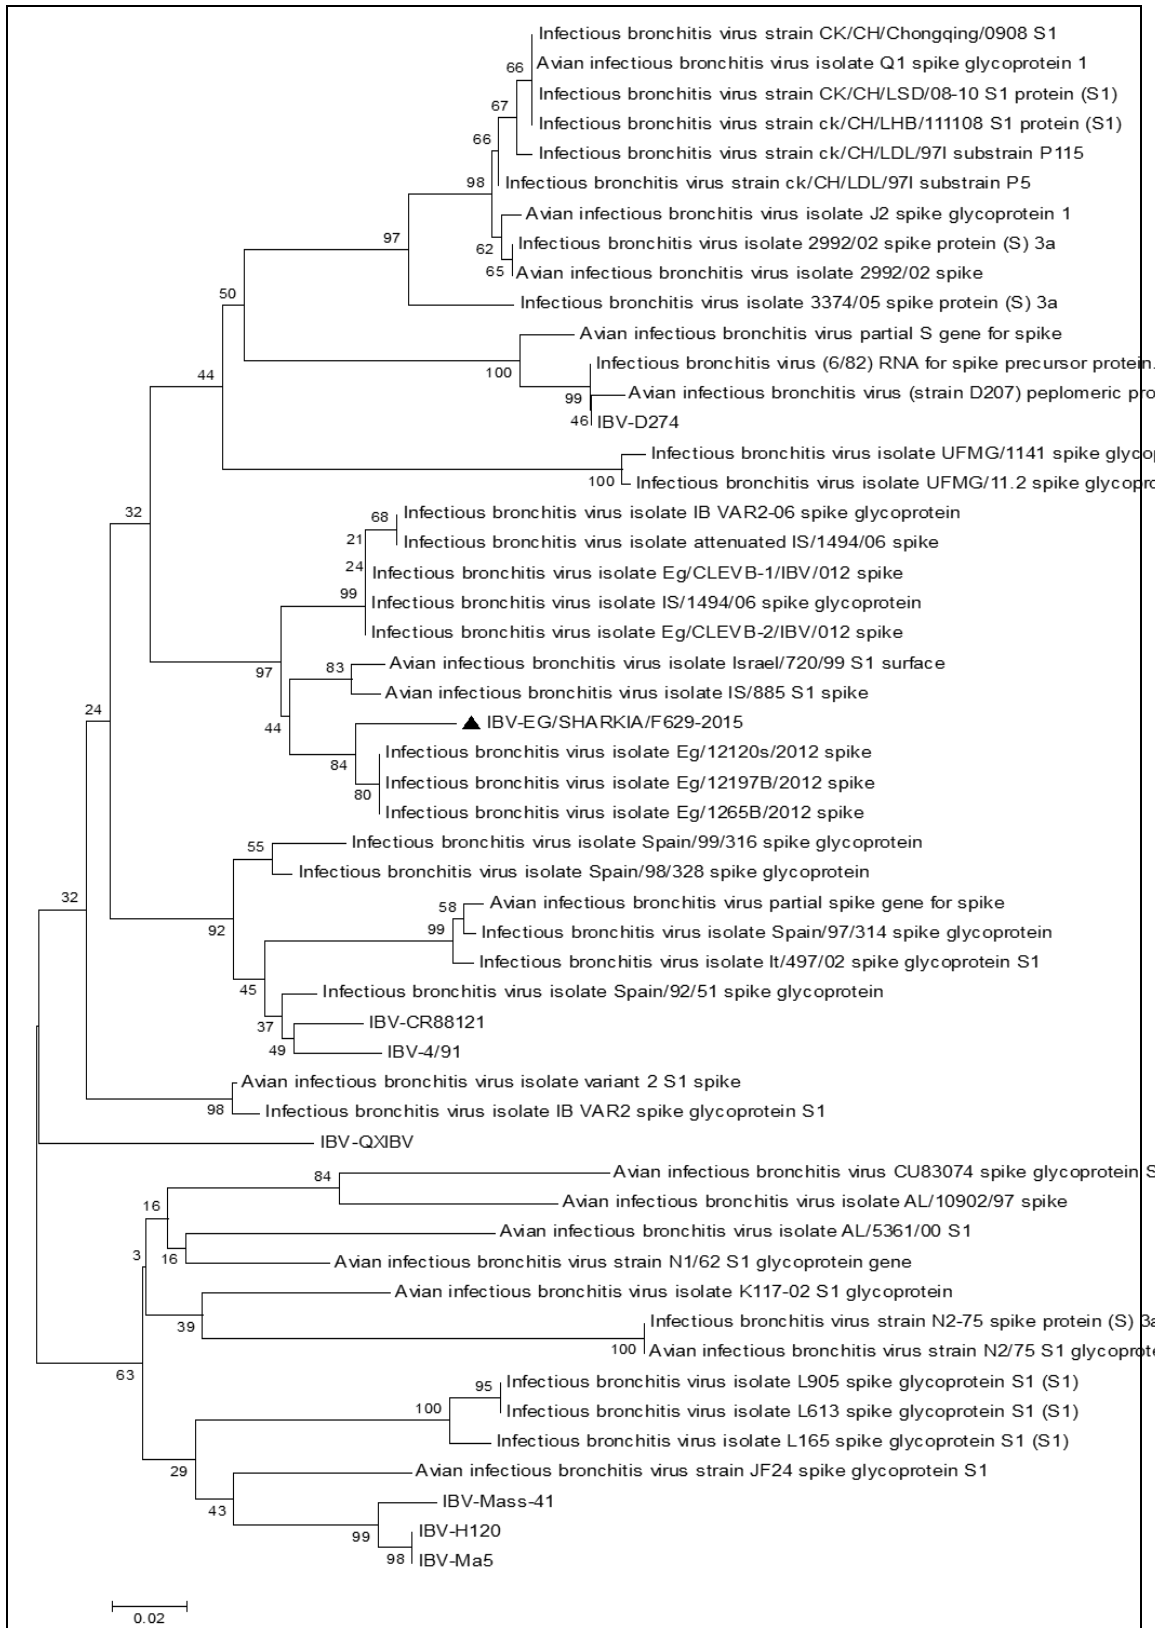 Infectious bronchitis virus strain CK/CH/Chongqing/0908 S1
Avian infectious bronchitis virus isolate Q1 spike glycoprotein 1
66
Infectious bronchitis virus strain CK/CH/LSD/08-10 S1 protein (S1)
67
Infectious bronchitis virus strain ck/CH/LHB/111108 S1 protein (S1)
66
Infectious bronchitis virus strain ck/CH/LDL/97I substrain P115
98
Infectious bronchitis virus strain ck/CH/LDL/97I substrain P5
Avian infectious bronchitis virus isolate J2 spike glycoprotein 1
97
62
Infectious bronchitis virus isolate 2992/02 spike protein (S) 3a
65
Avian infectious bronchitis virus isolate 2992/02 spike
50
Infectious bronchitis virus isolate 3374/05 spike protein (S) 3a
Avian infectious bronchitis virus partial S gene for spike
44
100
Infectious bronchitis virus (6/82) RNA for spike precursor protein.
99
Avian infectious bronchitis virus (strain D207) peplomeric pro
46
IBV-D274
Infectious bronchitis virus isolate UFMG/1141 spike glycop
100
Infectious bronchitis virus isolate UFMG/11.2 spike glycopro
32
68
Infectious bronchitis virus isolate IB VAR2-06 spike glycoprotein
21
Infectious bronchitis virus isolate attenuated IS/1494/06 spike
24
Infectious bronchitis virus isolate Eg/CLEVB-1/IBV/012 spike
99
Infectious bronchitis virus isolate IS/1494/06 spike glycoprotein
Infectious bronchitis virus isolate Eg/CLEVB-2/IBV/012 spike
97
83
Avian infectious bronchitis virus isolate Israel/720/99 S1 surface
Avian infectious bronchitis virus isolate IS/885 S1 spike
24
44
IBV-EG/SHARKIA/F629-2015
Infectious bronchitis virus isolate Eg/12120s/2012 spike
84
Infectious bronchitis virus isolate Eg/12197B/2012 spike
80
Infectious bronchitis virus isolate Eg/1265B/2012 spike
55
Infectious bronchitis virus isolate Spain/99/316 spike glycoprotein
Infectious bronchitis virus isolate Spain/98/328 spike glycoprotein
32
58
Avian infectious bronchitis virus partial spike gene for spike
92
99
Infectious bronchitis virus isolate Spain/97/314 spike glycoprotein
Infectious bronchitis virus isolate It/497/02 spike glycoprotein S1
45
Infectious bronchitis virus isolate Spain/92/51 spike glycoprotein
37
IBV-CR88121
49
IBV-4/91
Avian infectious bronchitis virus isolate variant 2 S1 spike
98
Infectious bronchitis virus isolate IB VAR2 spike glycoprotein S1
IBV-QXIBV
84
Avian infectious bronchitis virus CU83074 spike glycoprotein S
16
Avian infectious bronchitis virus isolate AL/10902/97 spike
Avian infectious bronchitis virus isolate AL/5361/00 S1
3
16
Avian infectious bronchitis virus strain N1/62 S1 glycoprotein gene
Avian infectious bronchitis virus isolate K117-02 S1 glycoprotein
39
Infectious bronchitis virus strain N2-75 spike protein (S) 3a
100
Avian infectious bronchitis virus strain N2/75 S1 glycoprote
63
95
Infectious bronchitis virus isolate L905 spike glycoprotein S1 (S1)
100
Infectious bronchitis virus isolate L613 spike glycoprotein S1 (S1)
Infectious bronchitis virus isolate L165 spike glycoprotein S1 (S1)
29
Avian infectious bronchitis virus strain JF24 spike glycoprotein S1
43
IBV-Mass-41
99
IBV-H120
98
IBV-Ma5
0.02